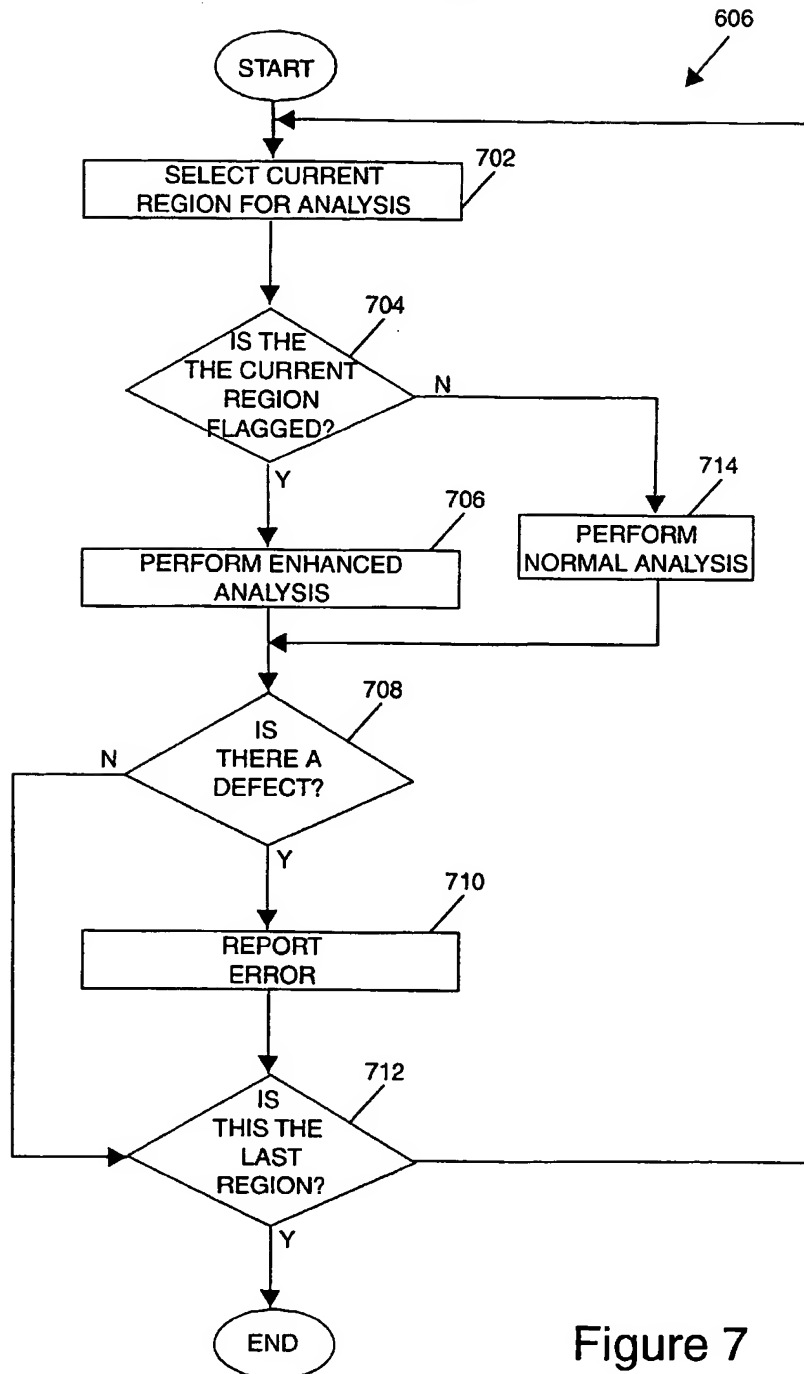 606
START
SELECT CURRENT
REGION FOR ANALYSIS
702
704
IS THE
THE CURRENT
REGION
FLAGGED?
N
Y
706
714
PERFORM ENHANCED
ANALYSIS
PERFORM
NORMAL ANALYSIS
708
IS
THERE A
DEFECT?
N
Y
710
REPORT
ERROR
712
IS
THIS THE
LAST
REGION?
Y
END
Figure 7